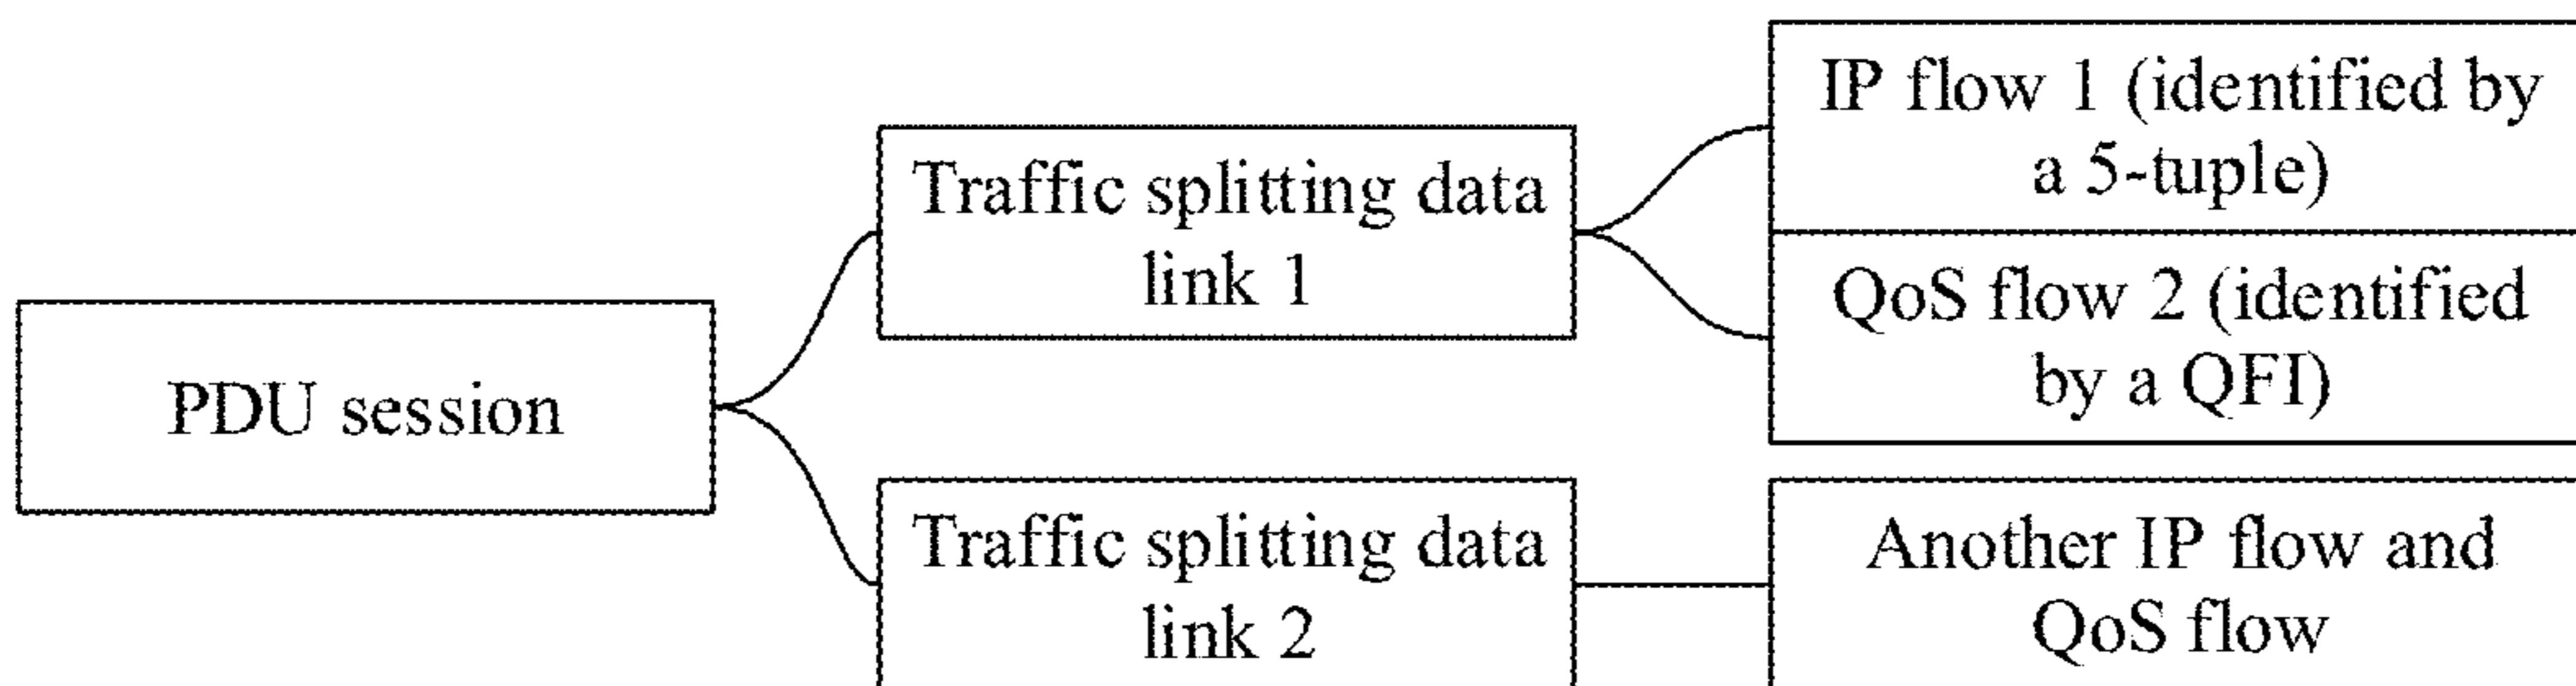 PDU session
Traffic splitting data
link 1
IP flow 1 (identified by
a 5-tuple)
QoS flow 2 (identified
by a QFI)
Traffic splitting data
link 2
Another IP flow and
QoS flow